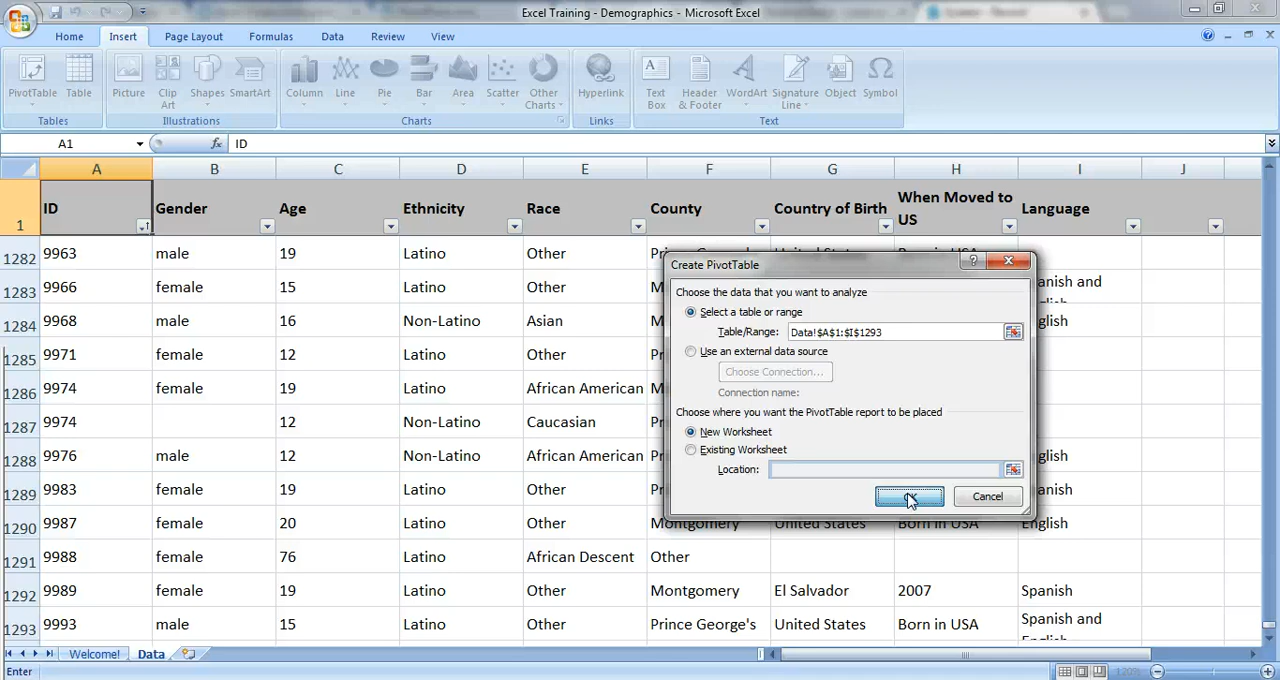 Excel Training - Demographics - Microsoft Excel
Home Insert Page Layout Formulas Data Review View
PivotTable Table Picture Clip Art Shapes SmartArt Column Line Pie Bar Area Scatter Other Charts Hyperlink Text Box Header & Footer WordArt Signature Line Object Symbol
Tables Illustrations Charts Links Text
A1 fx ID
A B C D E F G H I J
1 ID Gender Age Ethnicity Race County Country of Birth When Moved to US Language
1282 9963 male 19 Latino Other
1283 9966 female 15 Latino Other Spanish and
1284 9968 male 16 Non-Latino Asian English
1285 9971 female 12 Latino Other
1286 9974 female 19 Latino African American
1287 9974 12 Non-Latino Caucasian
1288 9976 male 12 Non-Latino African American English
1289 9983 female 19 Latino Other Spanish
1290 9987 female 20 Latino Other Montgomery United States Born in USA English
1291 9988 female 76 Latino African Descent Other
1292 9989 female 19 Latino Other Montgomery El Salvador 2007 Spanish
1293 9993 male 15 Latino Other Prince George's United States Born in USA Spanish and
English
Create PivotTable ?
Choose the data that you want to analyze
Select a table or range
Table/Range: Data!$A$1:$I$1293
Use an external data source
Choose Connection...
Connection name:
Choose where you want the PivotTable report to be placed
New Worksheet
Existing Worksheet
Location:
OK Cancel
Welcome! Data
Enter 120%